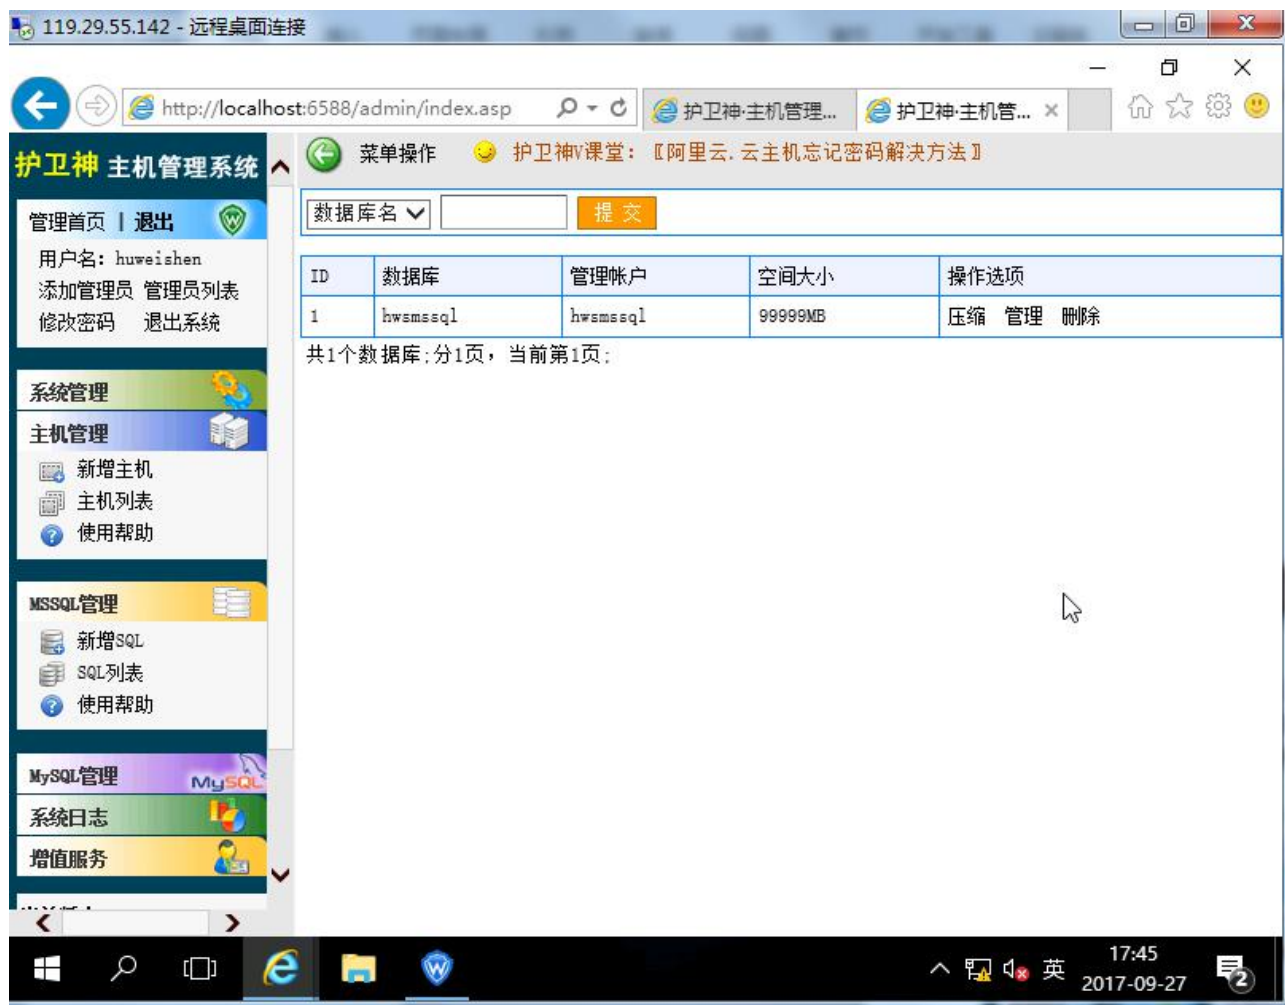 119.29.55.142 - 远程桌面连接
http://localhost:6588/admin/index.asp
护卫神·主机管理...
护卫神·主机管...
护卫神 主机管理系统
菜单操作 护卫神V课堂：〖阿里云.云主机忘记密码解决方法〗
管理首页 | 退出
用户名: huweishen
添加管理员 管理员列表
修改密码 退出系统
系统管理
主机管理
新增主机
主机列表
使用帮助
MSSQL管理
新增SQL
SQL列表
使用帮助
MySQL管理 MySQL
系统日志
增值服务
数据库名 提 交
ID 数据库 管理帐户 空间大小 操作选项
1 hwsmssql hwsmssql 99999MB 压缩 管理 删除
共1个数据库;分1页，当前第1页;
英 17:45
2017-09-27 2